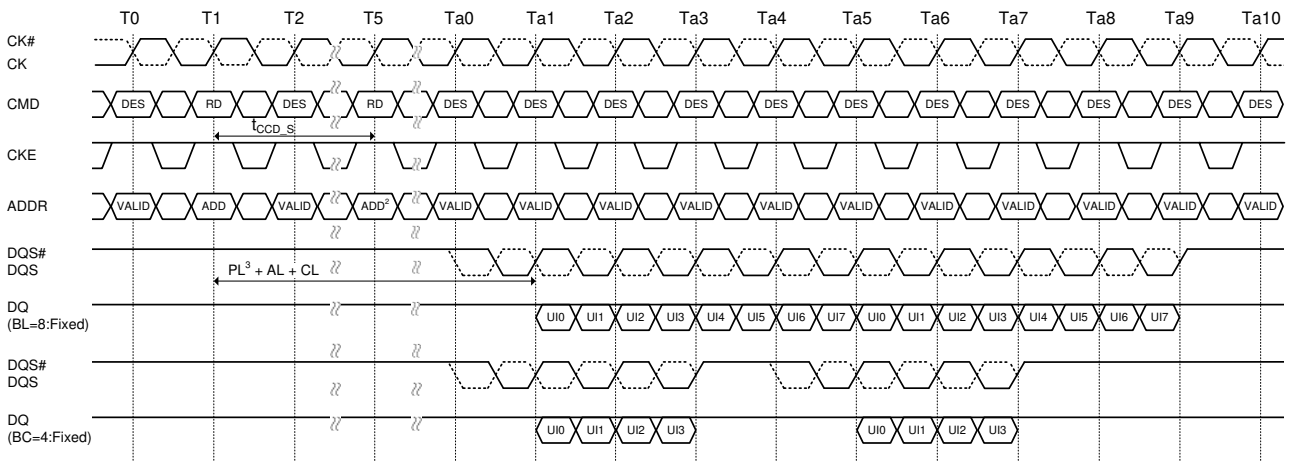 T0 T1 T2 T5 Ta0 Ta1 Ta2 Ta3 Ta4 Ta5 Ta6 Ta7 Ta8 Ta9 Ta10
CK#
CK
CMD DES RD DES RD DES DES DES DES DES DES DES DES DES DES DES
tCCD_S
CKE
ADDR VALID ADD VALID ADD² VALID VALID VALID VALID VALID VALID VALID VALID VALID VALID VALID
DQS#
DQS
PL³ + AL + CL
DQ
(BL=8:Fixed)
UI0 UI1 UI2 UI3 UI4 UI5 UI6 UI7 UI0 UI1 UI2 UI3 UI4 UI5 UI6 UI7
DQS#
DQS
DQ
(BC=4:Fixed)
UI0 UI1 UI2 UI3 UI0 UI1 UI2 UI3